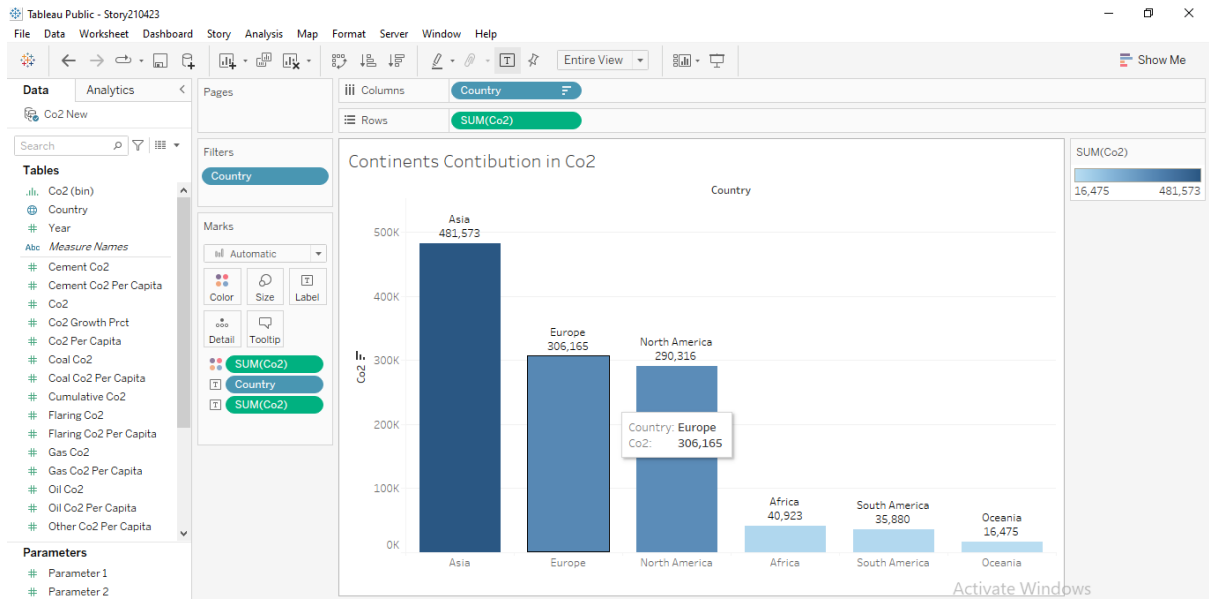 Tableau Public - Story210423
File Data Worksheet Dashboard Story Analysis Map Format Server Window Help
Entire View
Show Me
Data Analytics
Co2 New
Search
Tables
Co2 (bin)
Country
# Year
Abc Measure Names
# Cement Co2
# Cement Co2 Per Capita
# Co2
# Co2 Growth Prct
# Co2 Per Capita
# Coal Co2
# Coal Co2 Per Capita
# Cumulative Co2
# Flaring Co2
# Flaring Co2 Per Capita
# Gas Co2
# Gas Co2 Per Capita
# Oil Co2
# Oil Co2 Per Capita
# Other Co2 Per Capita
Parameters
# Parameter 1
# Parameter 2
Pages
Filters
Country
Marks
Automatic
Color Size Label
Detail Tooltip
SUM(Co2)
Country
SUM(Co2)
Columns Country
Rows SUM(Co2)
Continents Contibution in Co2
Country
Co2
500K
400K
300K
200K
100K
0K
Asia
481,573
Europe
306,165
North America
290,316
Africa
40,923
South America
35,880
Oceania
16,475
Country: Europe
Co2: 306,165
Asia Europe North America Africa South America Oceania
SUM(Co2)
16,475 481,573
Activate Windows